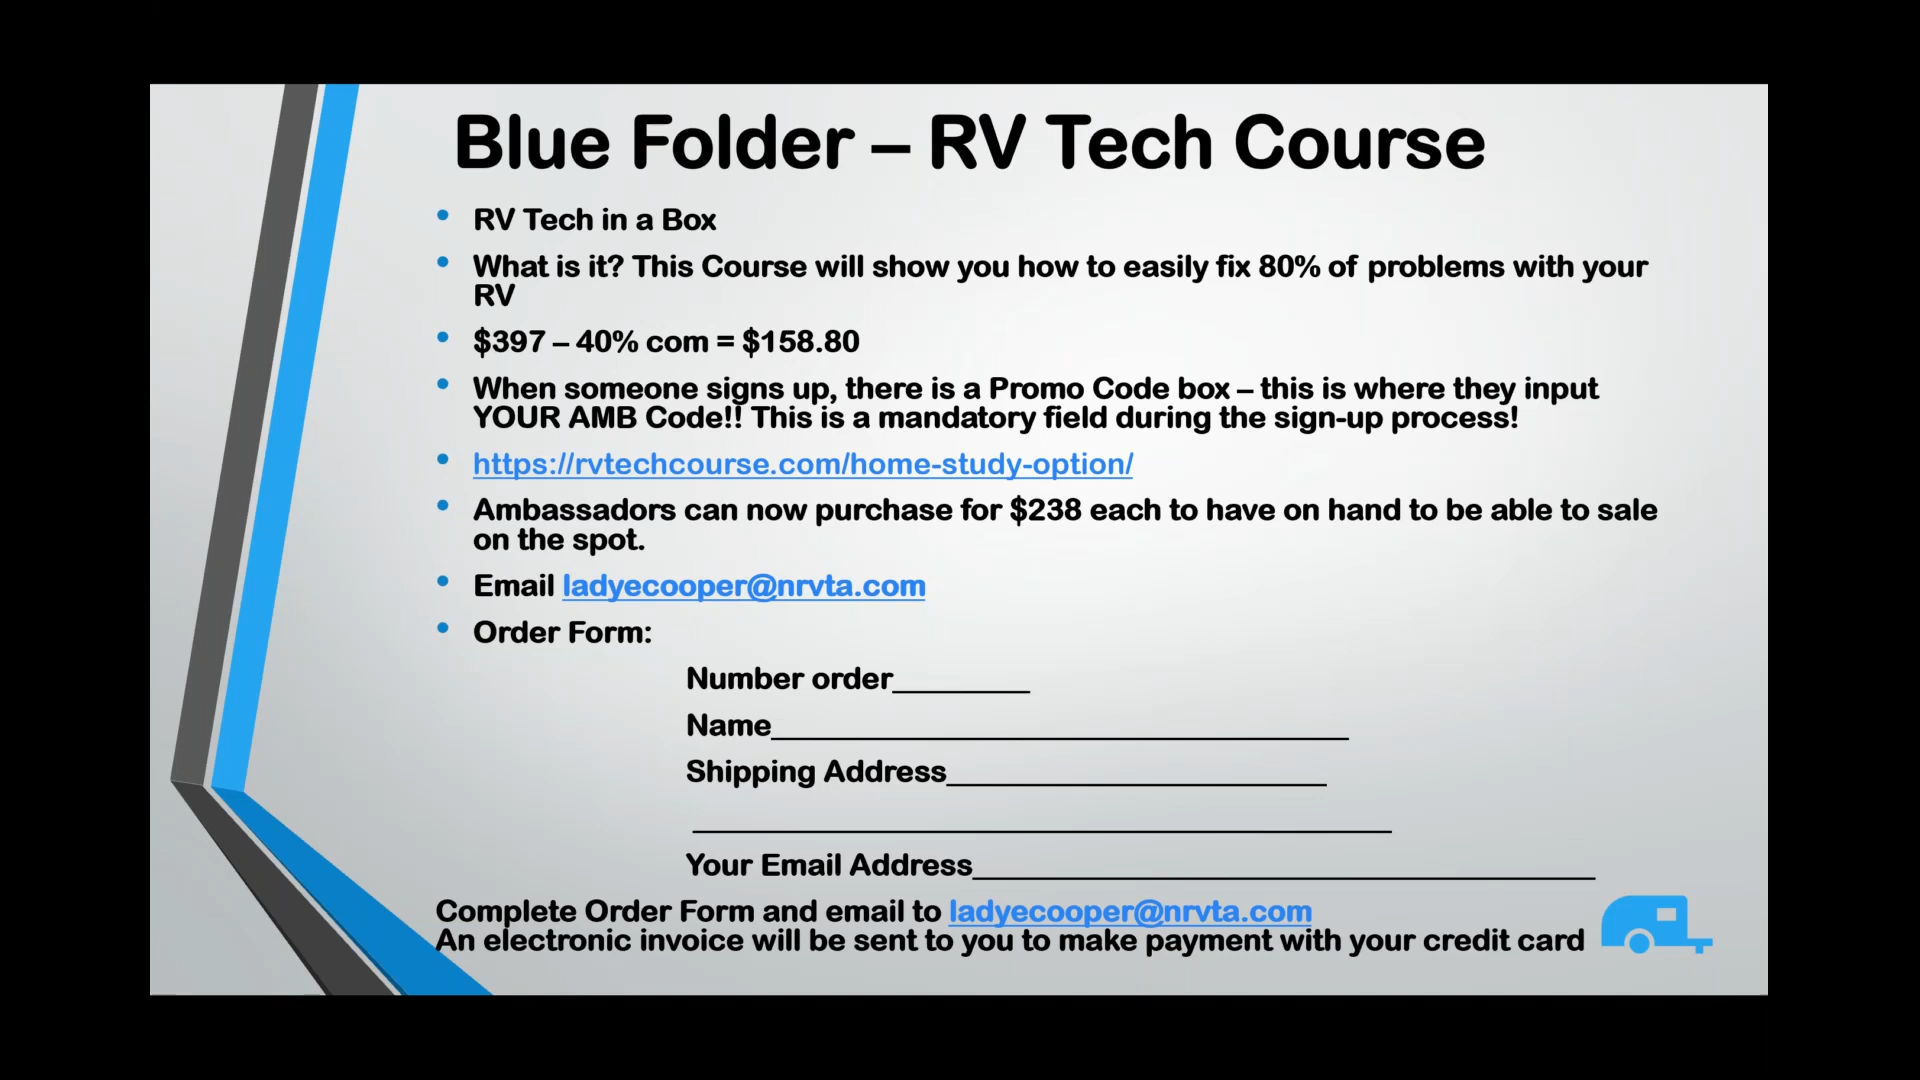 Blue Folder – RV Tech Course
• RV Tech in a Box
• What is it? This Course will show you how to easily fix 80% of problems with your
RV
• $397 – 40% com = $158.80
• When someone signs up, there is a Promo Code box – this is where they input
YOUR AMB Code!! This is a mandatory field during the sign-up process!
• https://rvtechcourse.com/home-study-option/
• Ambassadors can now purchase for $238 each to have on hand to be able to sale
on the spot.
• Email ladyecooper@nrvta.com
• Order Form:
Number order_________
Name______________________________________
Shipping Address_________________________
______________________________________________
Your Email Address_________________________________________
Complete Order Form and email to ladyecooper@nrvta.com
An electronic invoice will be sent to you to make payment with your credit card